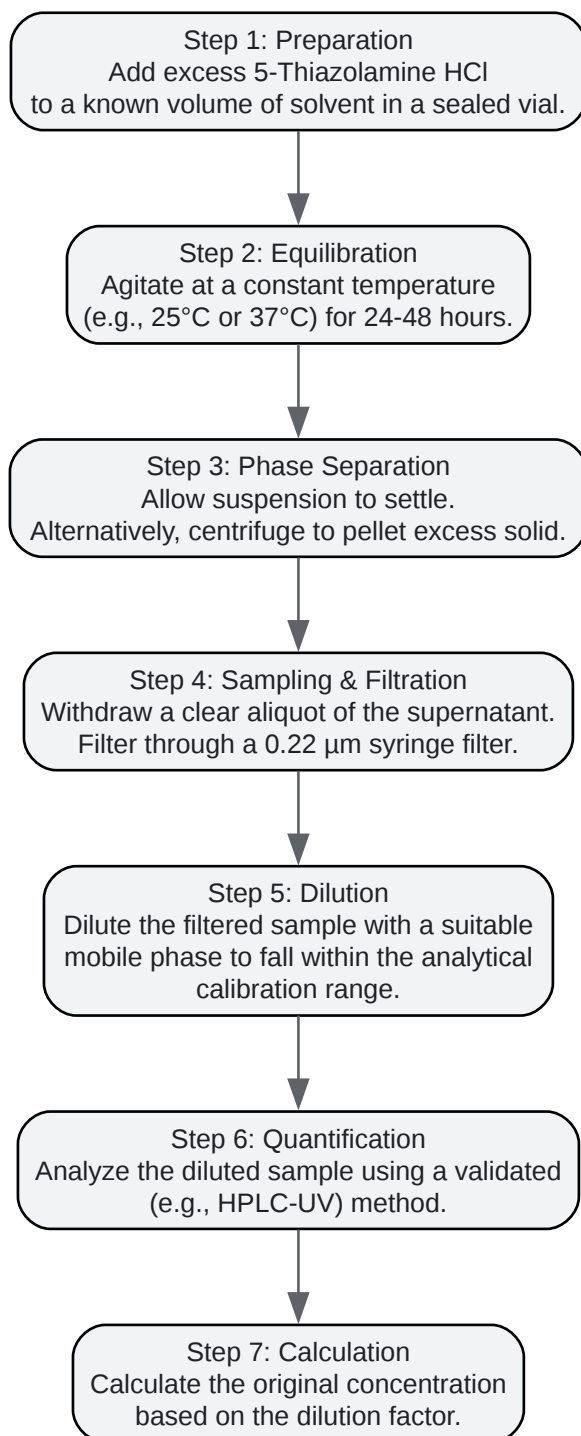 Step 1: Preparation
Add excess 5-Thiazolamine HCl
to a known volume of solvent in a sealed vial.
Step 2: Equilibration
Agitate at a constant temperature
(e.g., 25°C or 37°C) for 24-48 hours.
Step 3: Phase Separation
Allow suspension to settle.
Alternatively, centrifuge to pellet excess solid.
Step 4: Sampling & Filtration
Withdraw a clear aliquot of the supernatant.
Filter through a 0.22 µm syringe filter.
Step 5: Dilution
Dilute the filtered sample with a suitable
mobile phase to fall within the analytical
calibration range.
Step 6: Quantification
Analyze the diluted sample using a validated
(e.g., HPLC-UV) method.
Step 7: Calculation
Calculate the original concentration
based on the dilution factor.